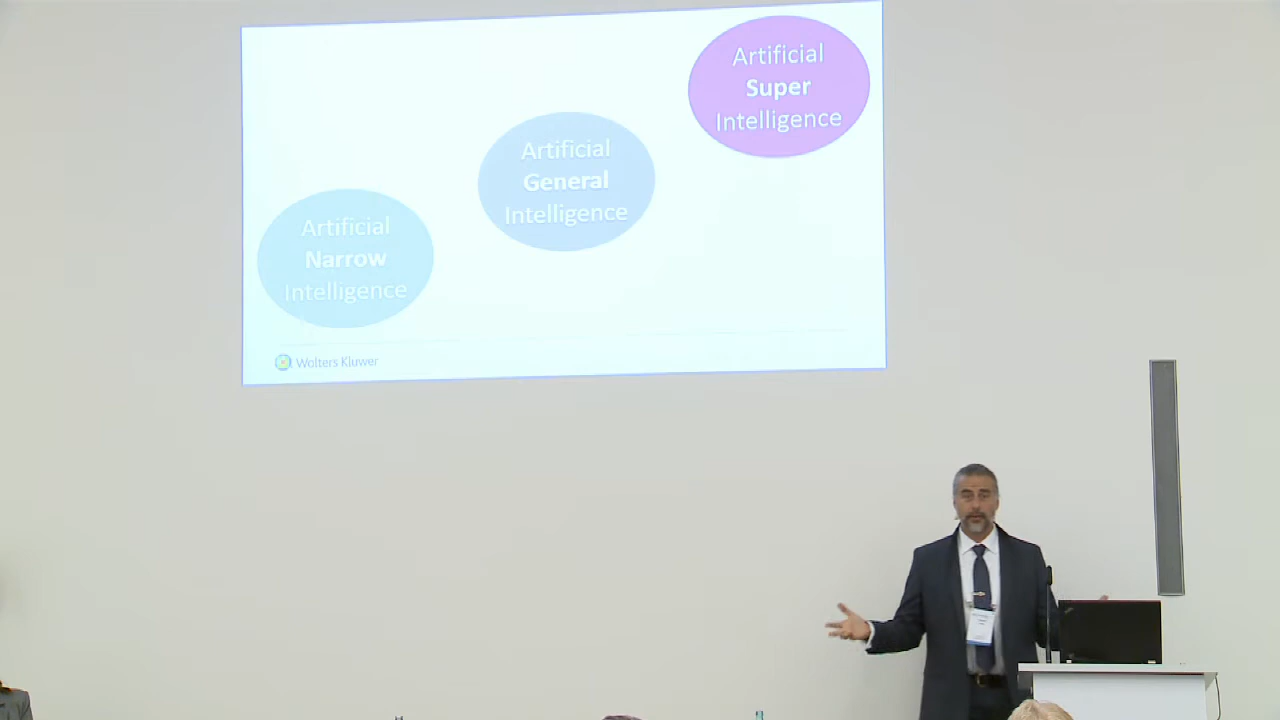 Artificial
Narrow
Intelligence
Artificial
General
Intelligence
Artificial
Super
Intelligence
Wolters Kluwer